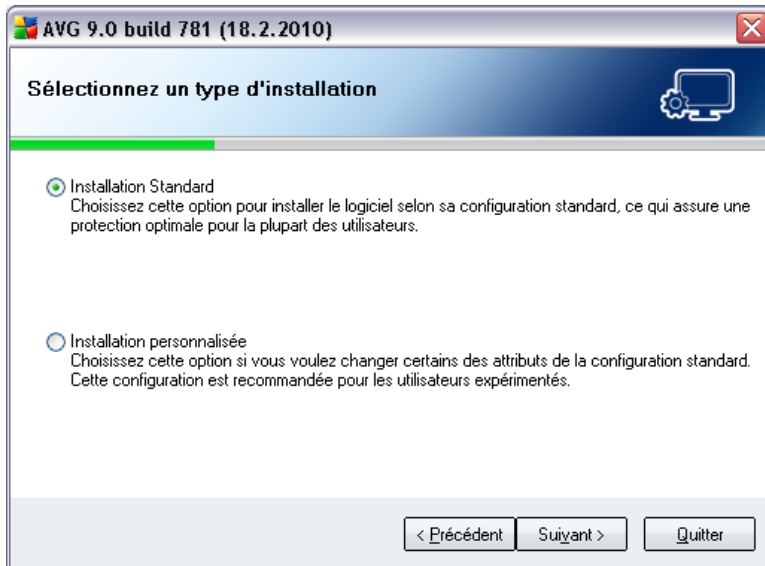 AVG 9.0 build 781 (18.2.2010)
Sélectionnez un type d'installation
Installation Standard
Choisissez cette option pour installer le logiciel selon sa configuration standard, ce qui assure une
protection optimale pour la plupart des utilisateurs.
Installation personnalisée
Choisissez cette option si vous voulez changer certains des attributs de la configuration standard.
Cette configuration est recommandée pour les utilisateurs expérimentés.
< Précédent Suivant > Quitter